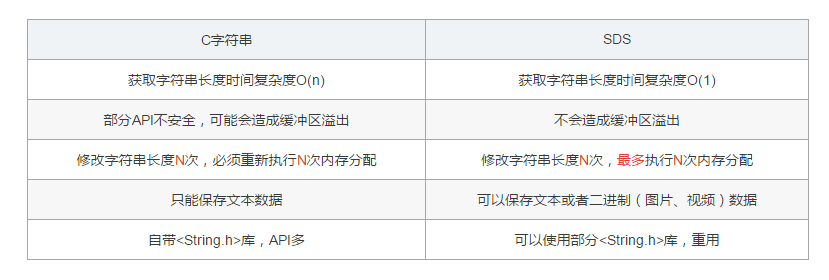 C字符串 SDS
获取字符串长度时间复杂度O(n) 获取字符串长度时间复杂度O(1)
部分API不安全，可能会造成缓冲区溢出 不会造成缓冲区溢出
修改字符串长度N次，必须重新执行N次内存分配 修改字符串长度N次，最多执行N次内存分配
只能保存文本数据 可以保存文本或者二进制（图片、视频）数据
自带<String.h>库，API多 可以使用部分<String.h>库，重用